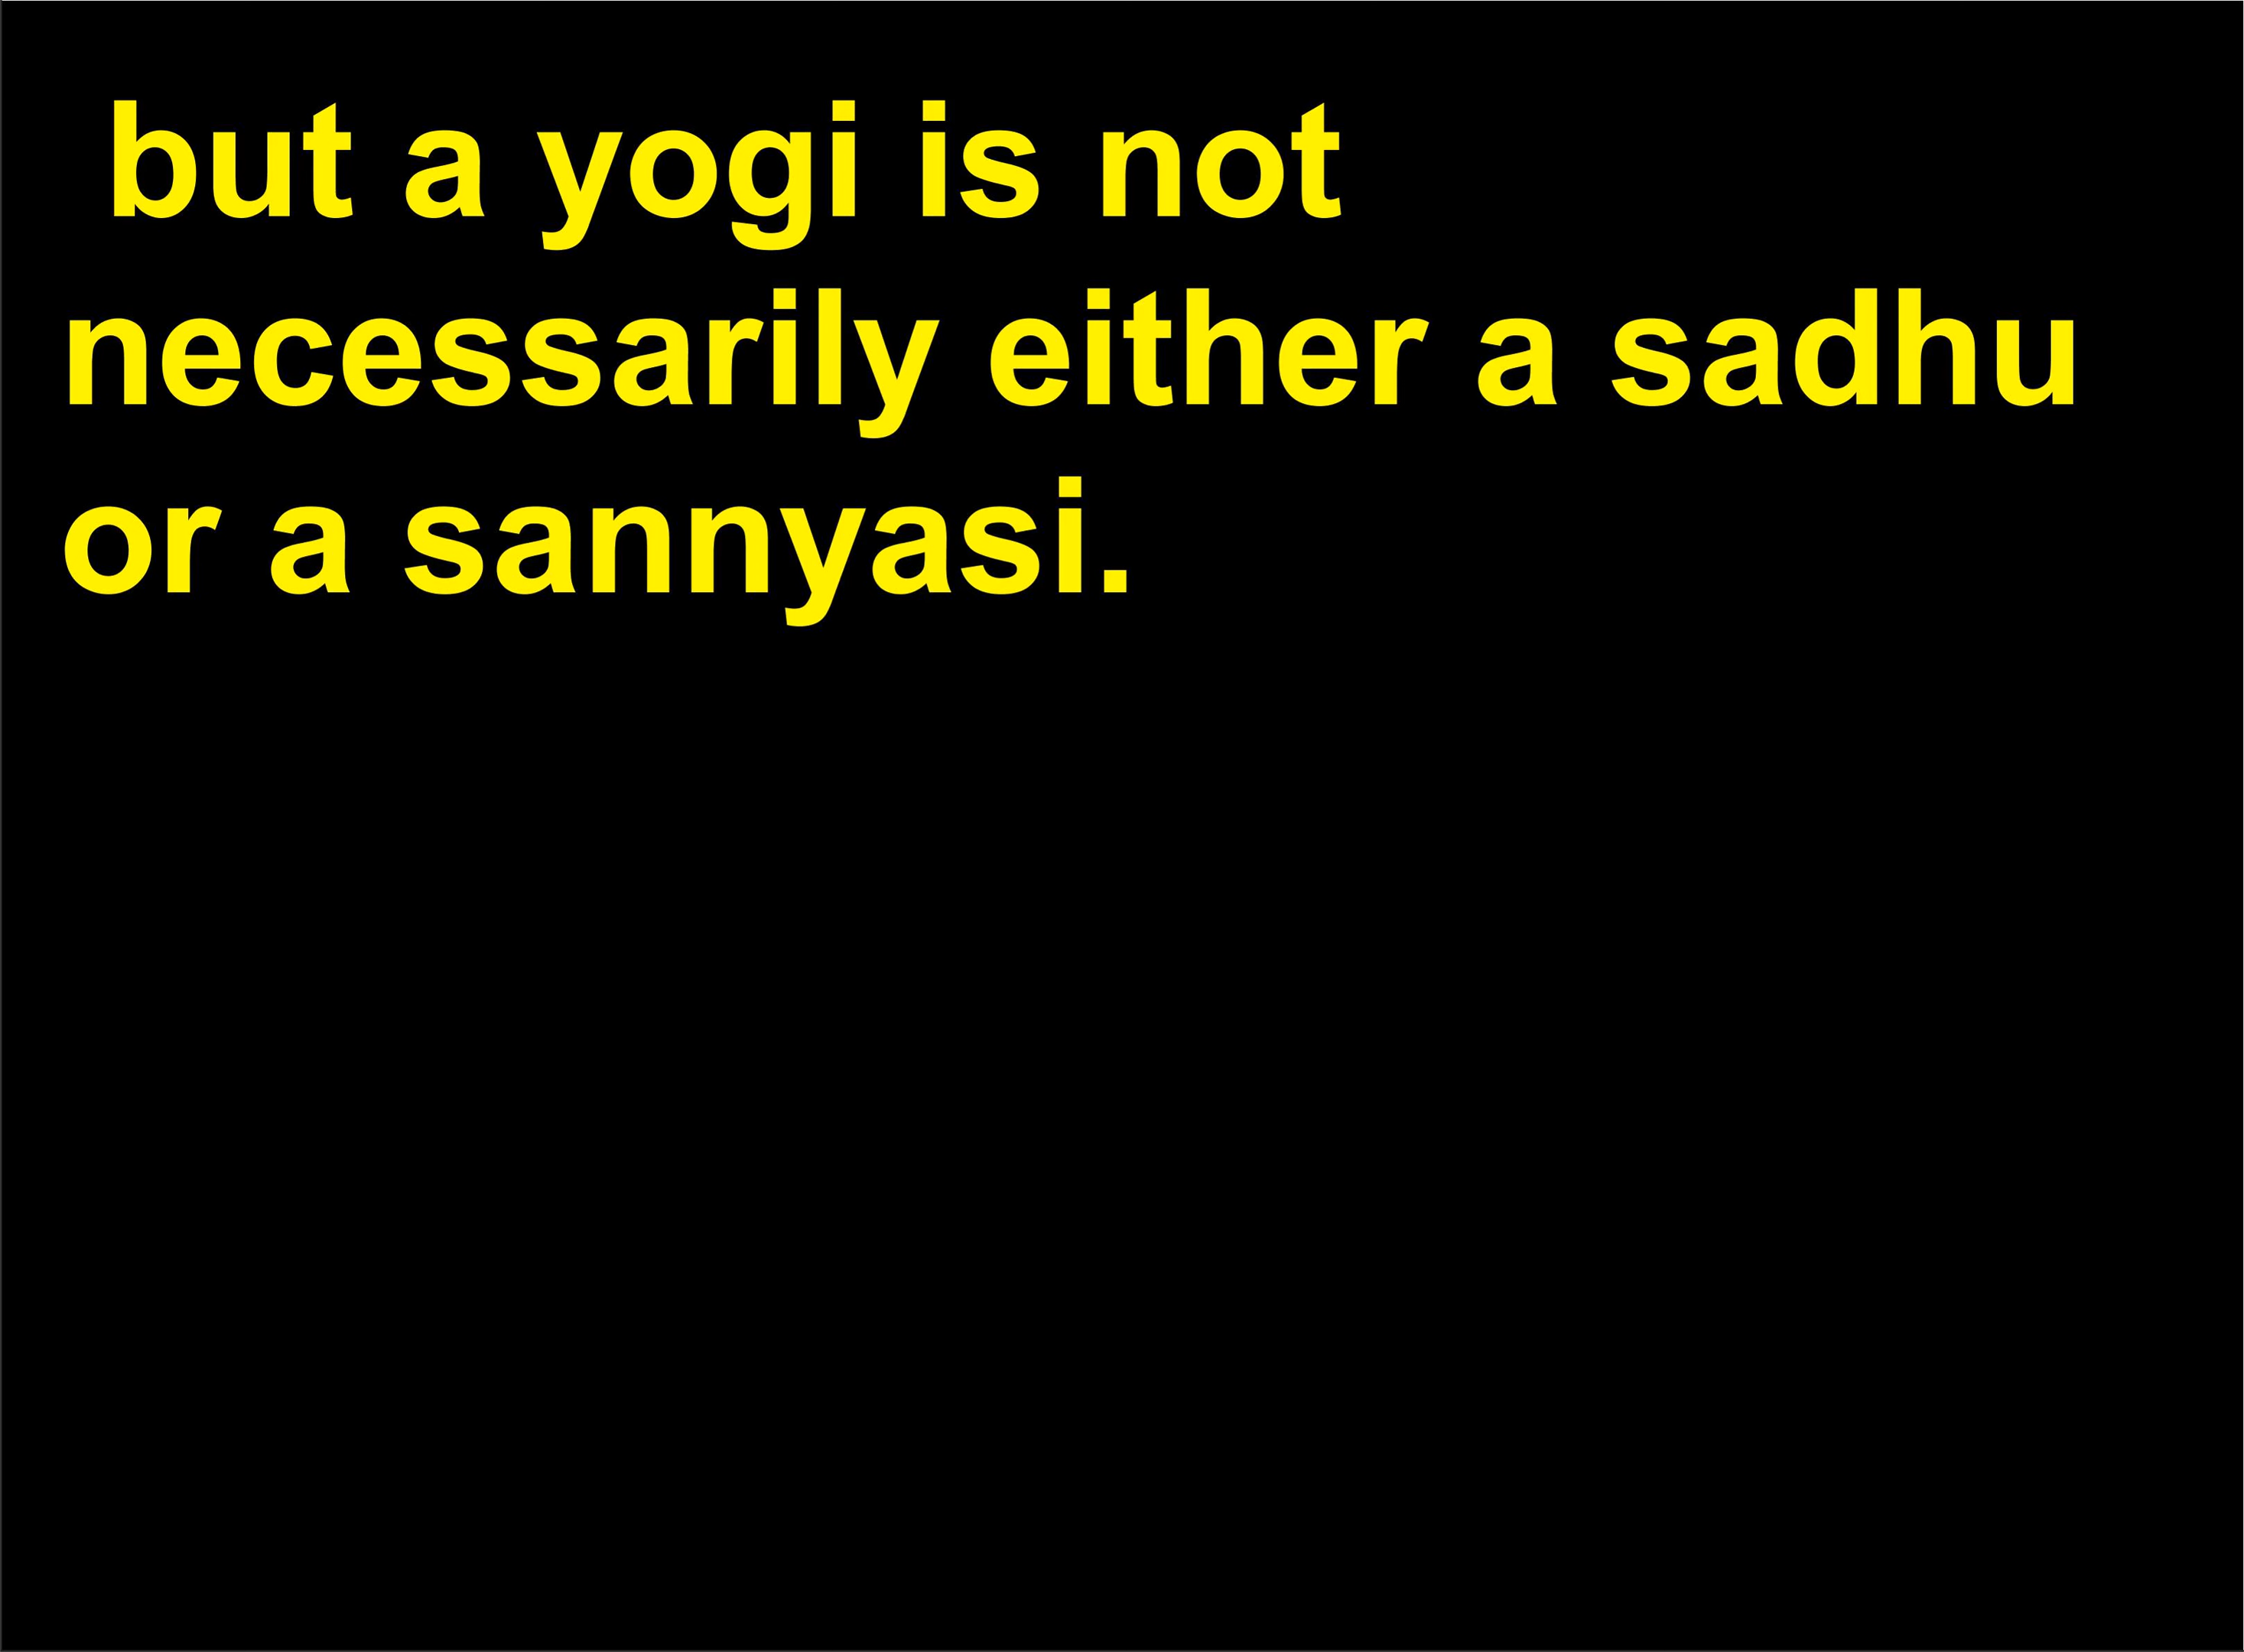 but a yogi is not
necessarily either a sadhu
or a sannyasi.